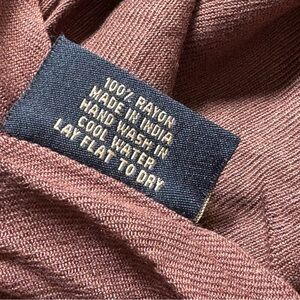 100% RAYON
MADE IN INDIA
HAND WASH IN
COOL WATER
LAY FLAT TO DRY